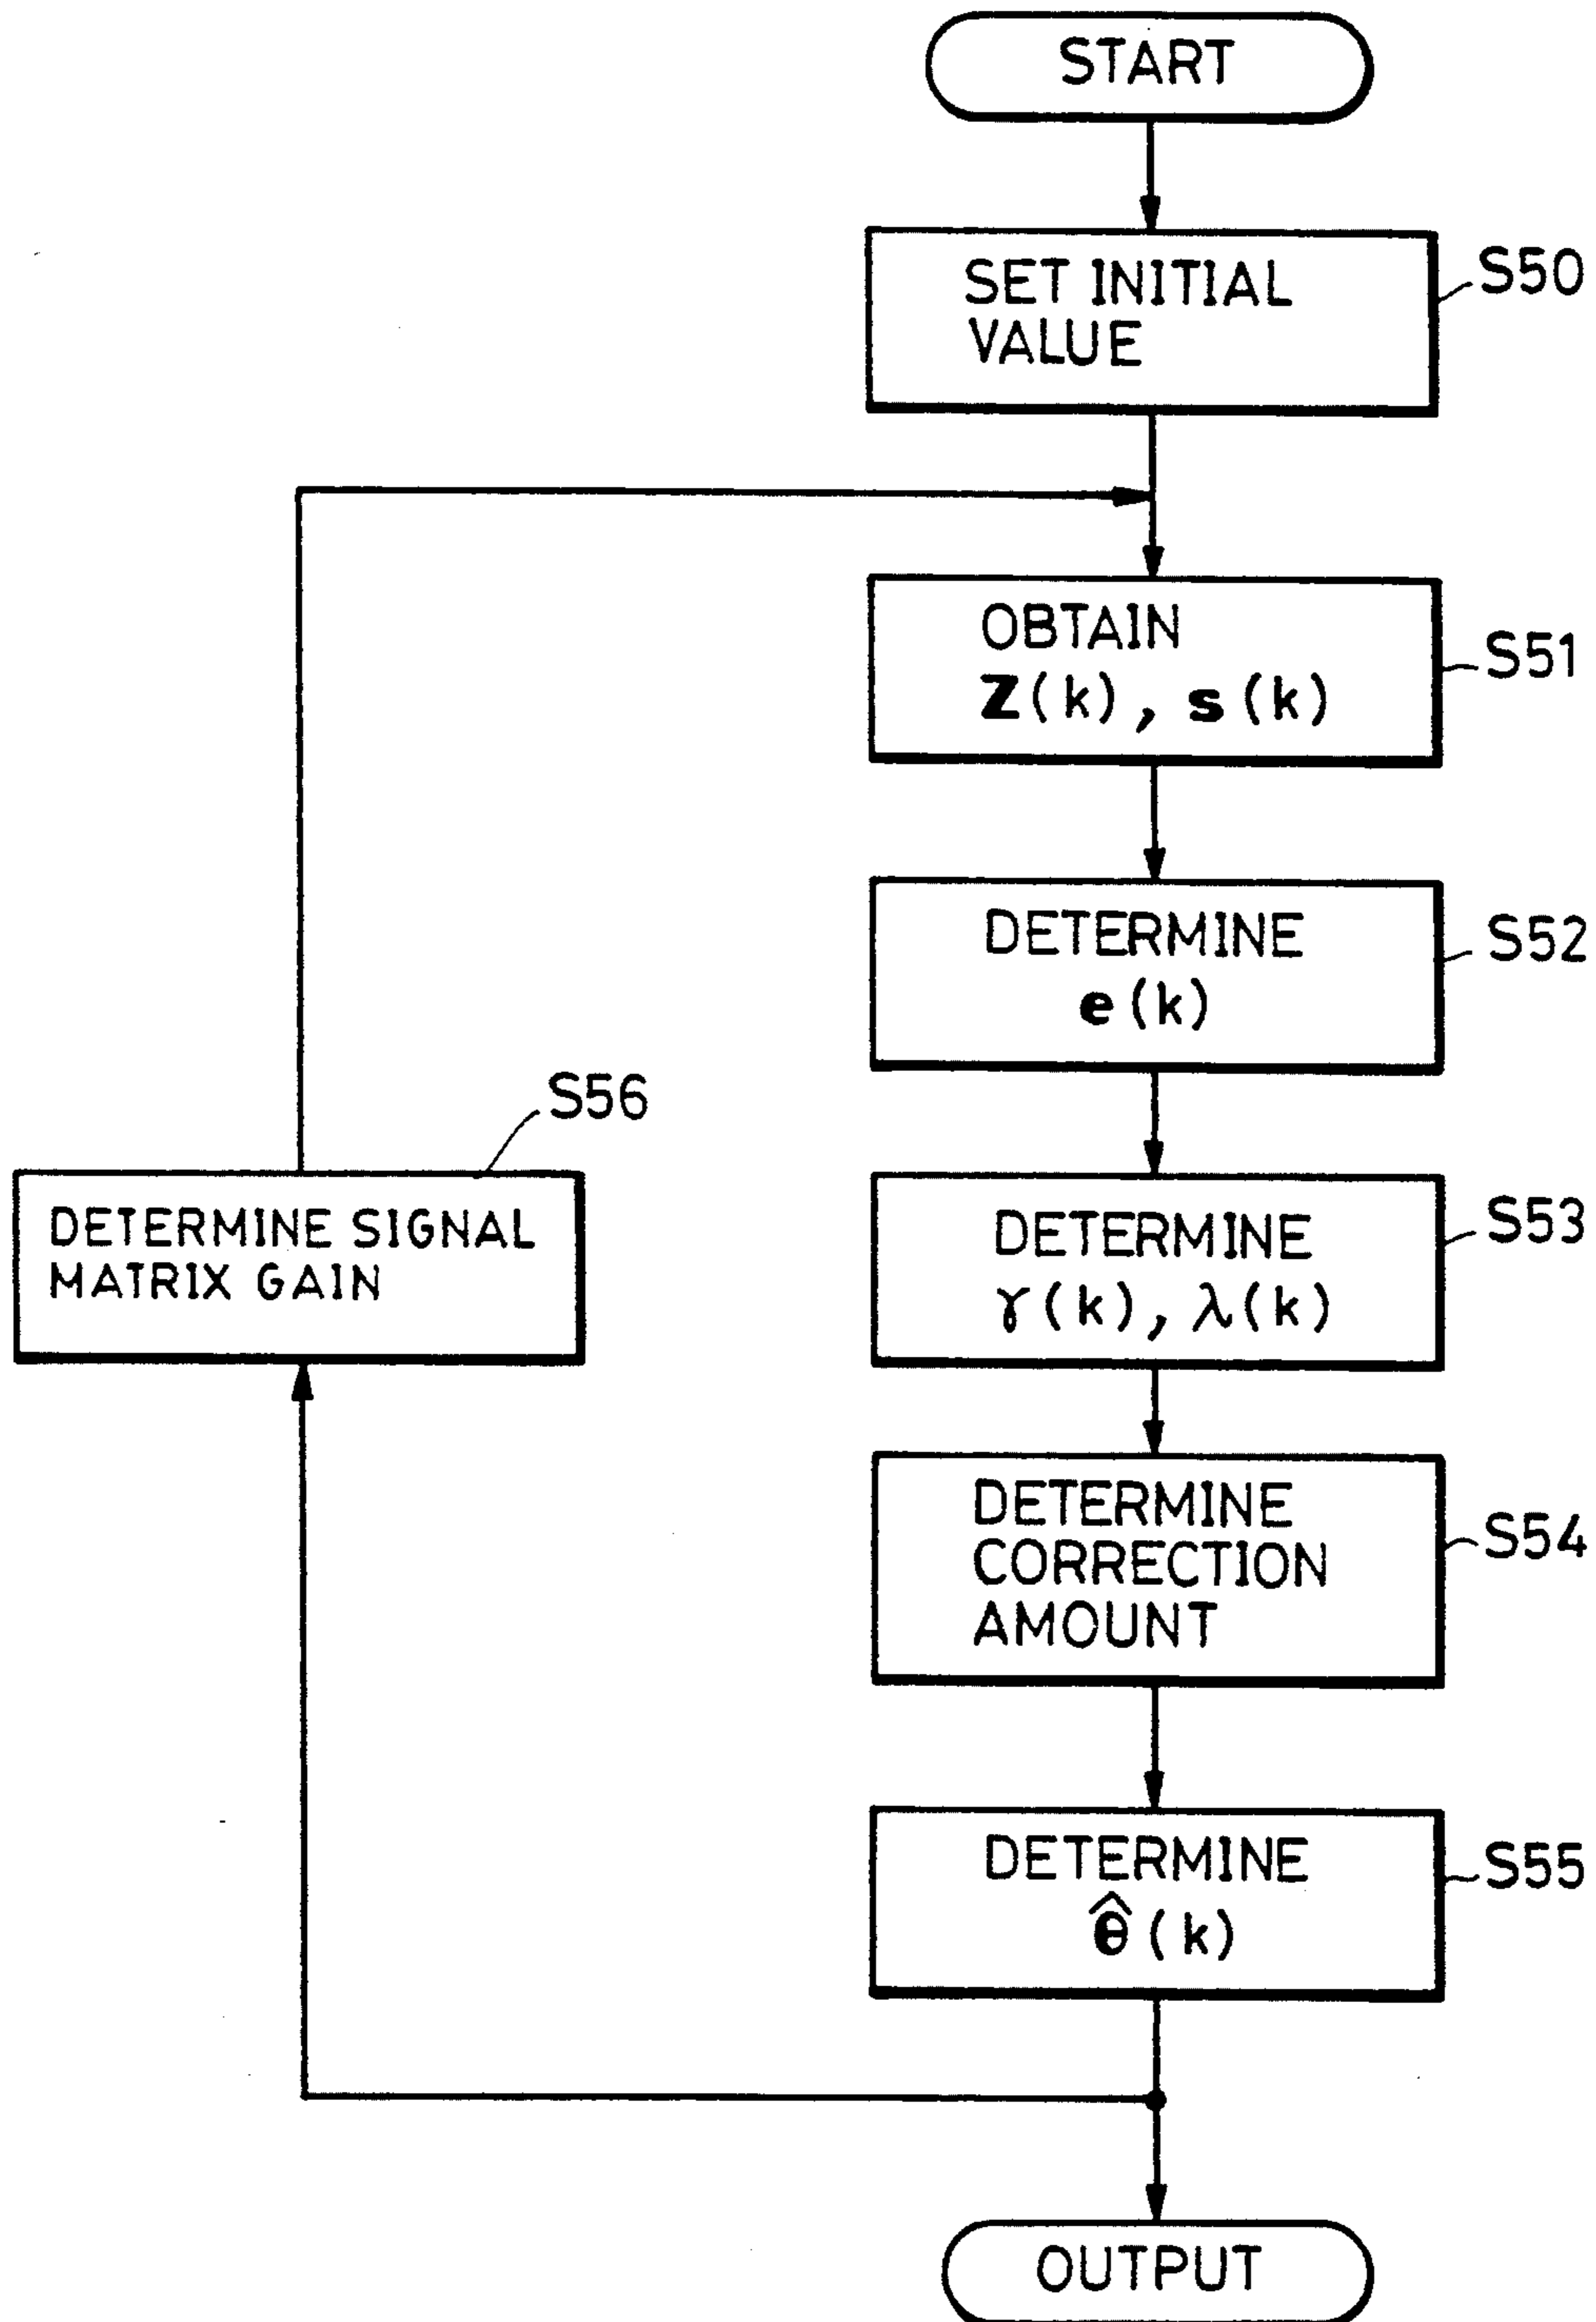 START
SET INITIAL
VALUE
S50
OBTAIN
Z(k), s(k)
S51
DETERMINE
e(k)
S52
DETERMINE
γ(k), λ(k)
S53
DETERMINE
CORRECTION
AMOUNT
S54
DETERMINE
θ̂(k)
S55
S56
DETERMINE SIGNAL
MATRIX GAIN
OUTPUT